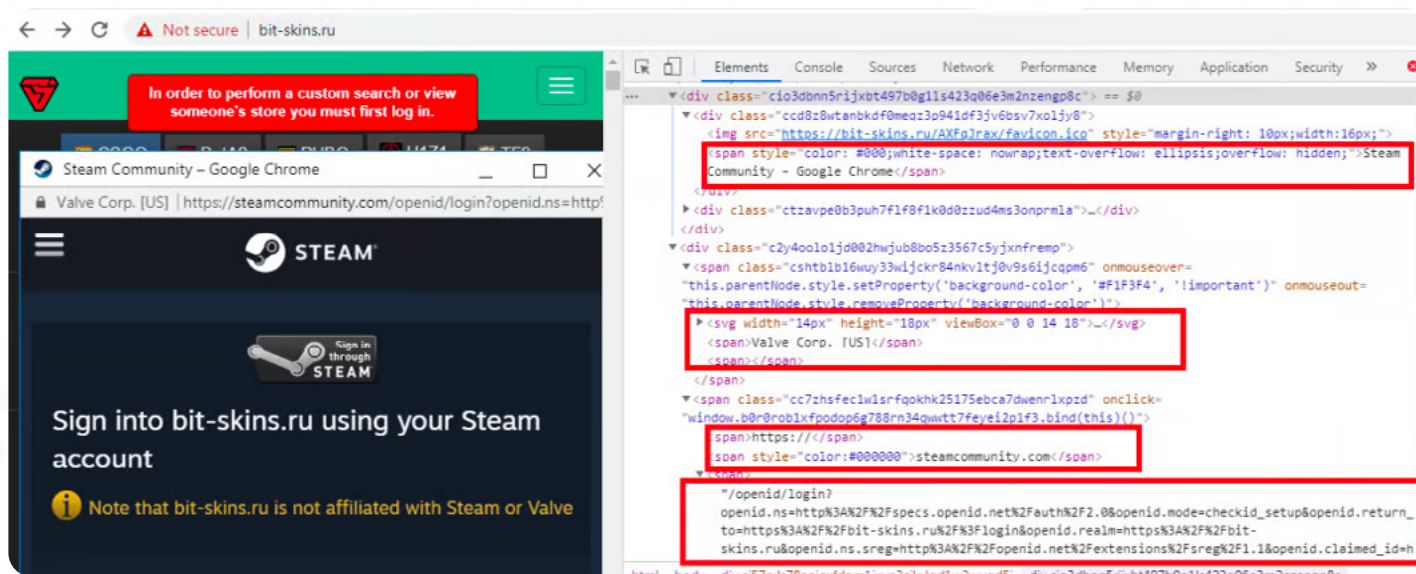 Not secure | bit-skins.ru
In order to perform a custom search or view
someone's store you must first log in.
Steam Community – Google Chrome
Valve Corp. [US] | https://steamcommunity.com/openid/login?openid.ns=http
STEAM
Sign in
through
STEAM
Sign into bit-skins.ru using your Steam
account
Note that bit-skins.ru is not affiliated with Steam or Valve
Elements Console Sources Network Performance Memory Application Security »
<div class="cio3dbnn5rijxbt497b0g1ls423q06e3m2nzengp8c"> == $0
<div class="ccd8z8wtanbkdf0meqz3p941df3jv6bsv7xoljy8">
<img src="https://bit-skins.ru/AXFqJrax/favicon.ico" style="margin-right: 10px;width:16px;">
<span style="color: #000;white-space: nowrap;text-overflow: ellipsis;overflow: hidden;">Steam
Community - Google Chrome</span>
</div>
<div class="ctzavpe0b3puh7flf8f1k0d0zzud4ms3onprmla">…</div>
</div>
<div class="c2y4oolo1jd002hwjub8bo5z3567c5yjxnfremp">
<span class="cshtblb16wuy33wijckr84nkvltj0v9s6ijcqpm6" onmouseover=
"this.parentNode.style.setProperty('background-color', '#F1F3F4', '!important')" onmouseout=
"this.parentNode.style.removeProperty('background-color')">
<svg width="14px" height="18px" viewBox="0 0 14 18">…</svg>
<span>Valve Corp. [US]</span>
<span></span>
</span>
<span class="cc7zhsfec1w1srfqokhk25175ebca7dwenrlxpzd" onclick=
"window.b0r0roblxfpodop6g788rn34qwwtt7feyei2plf3.bind(this)()">
<span>https://</span>
<span style="color:#000000">steamcommunity.com</span>
<span>
"/openid/login?
openid.ns=http%3A%2F%2Fspecs.openid.net%2Fauth%2F2.0&openid.mode=checkid_setup&openid.return_
to=https%3A%2F%2Fbit-skins.ru%2F%3Flogin&openid.realm=https%3A%2F%2Fbit-
skins.ru&openid.ns.sreg=http%3A%2F%2Fopenid.net%2Fextensions%2Fsreg%2F1.1&openid.claimed_id=h